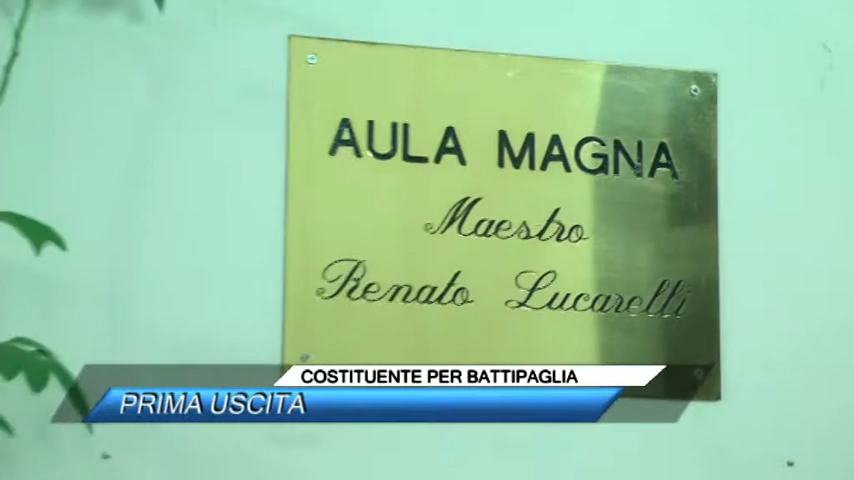 AULA MAGNA
Maestro
Renato Lucarelli
COSTITUENTE PER BATTIPAGLIA
PRIMA USCITA